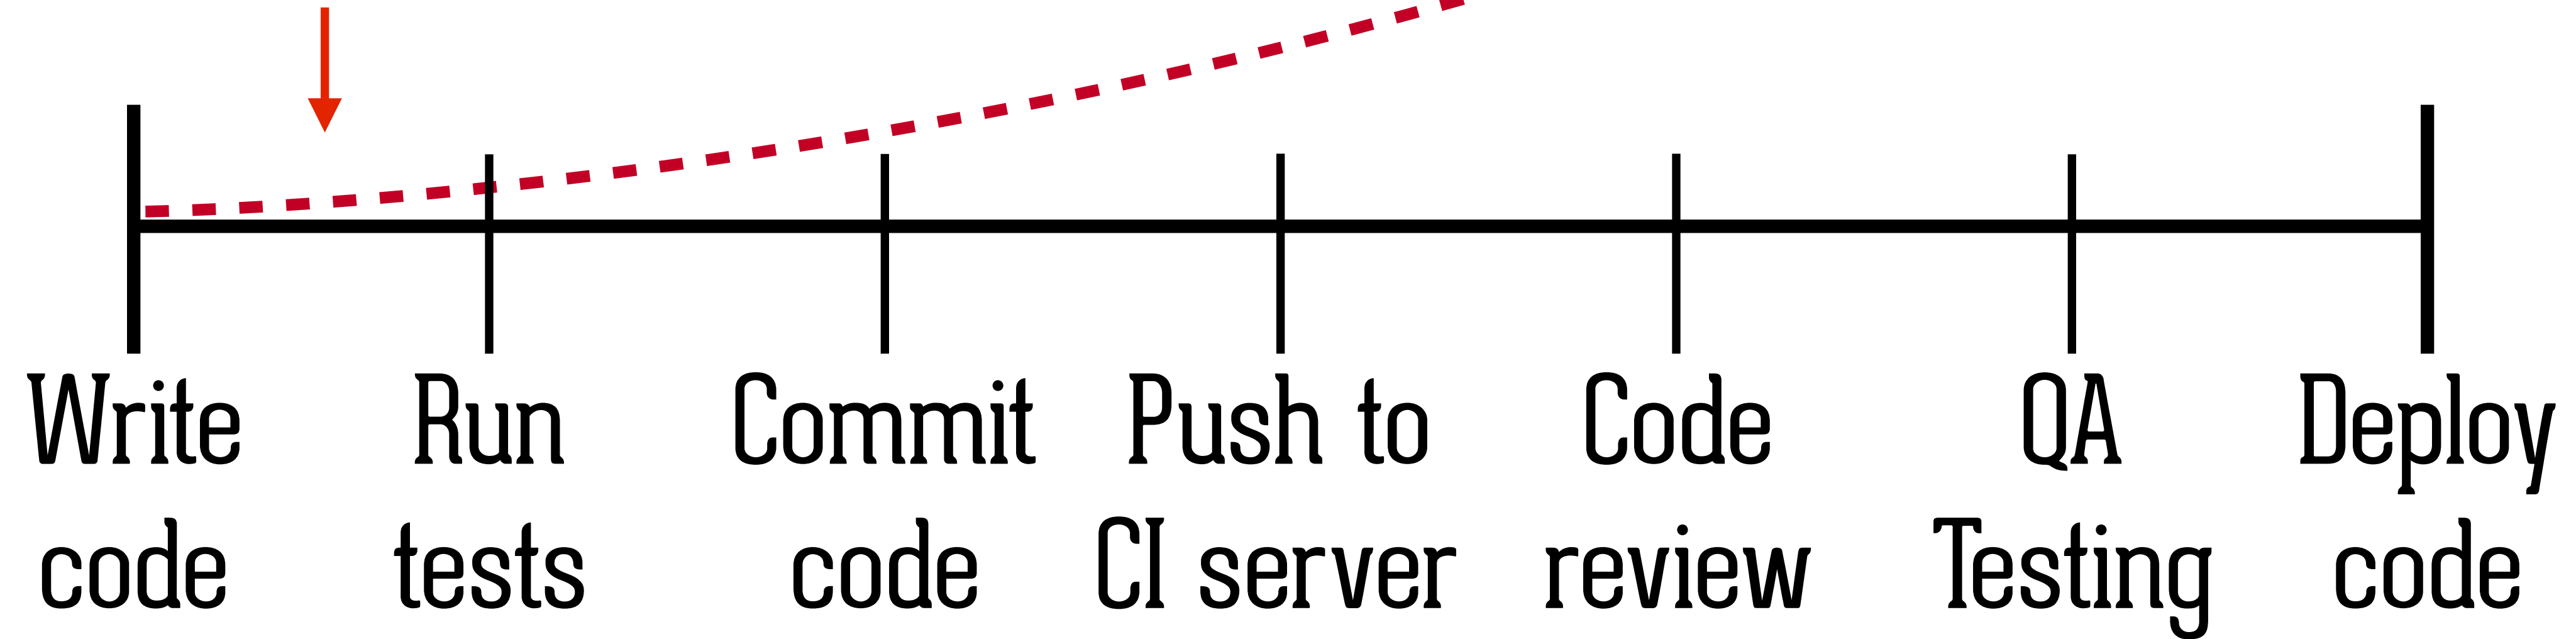 Write Run Commit Push to Code QA Deploy
code tests code CI server review Testing code